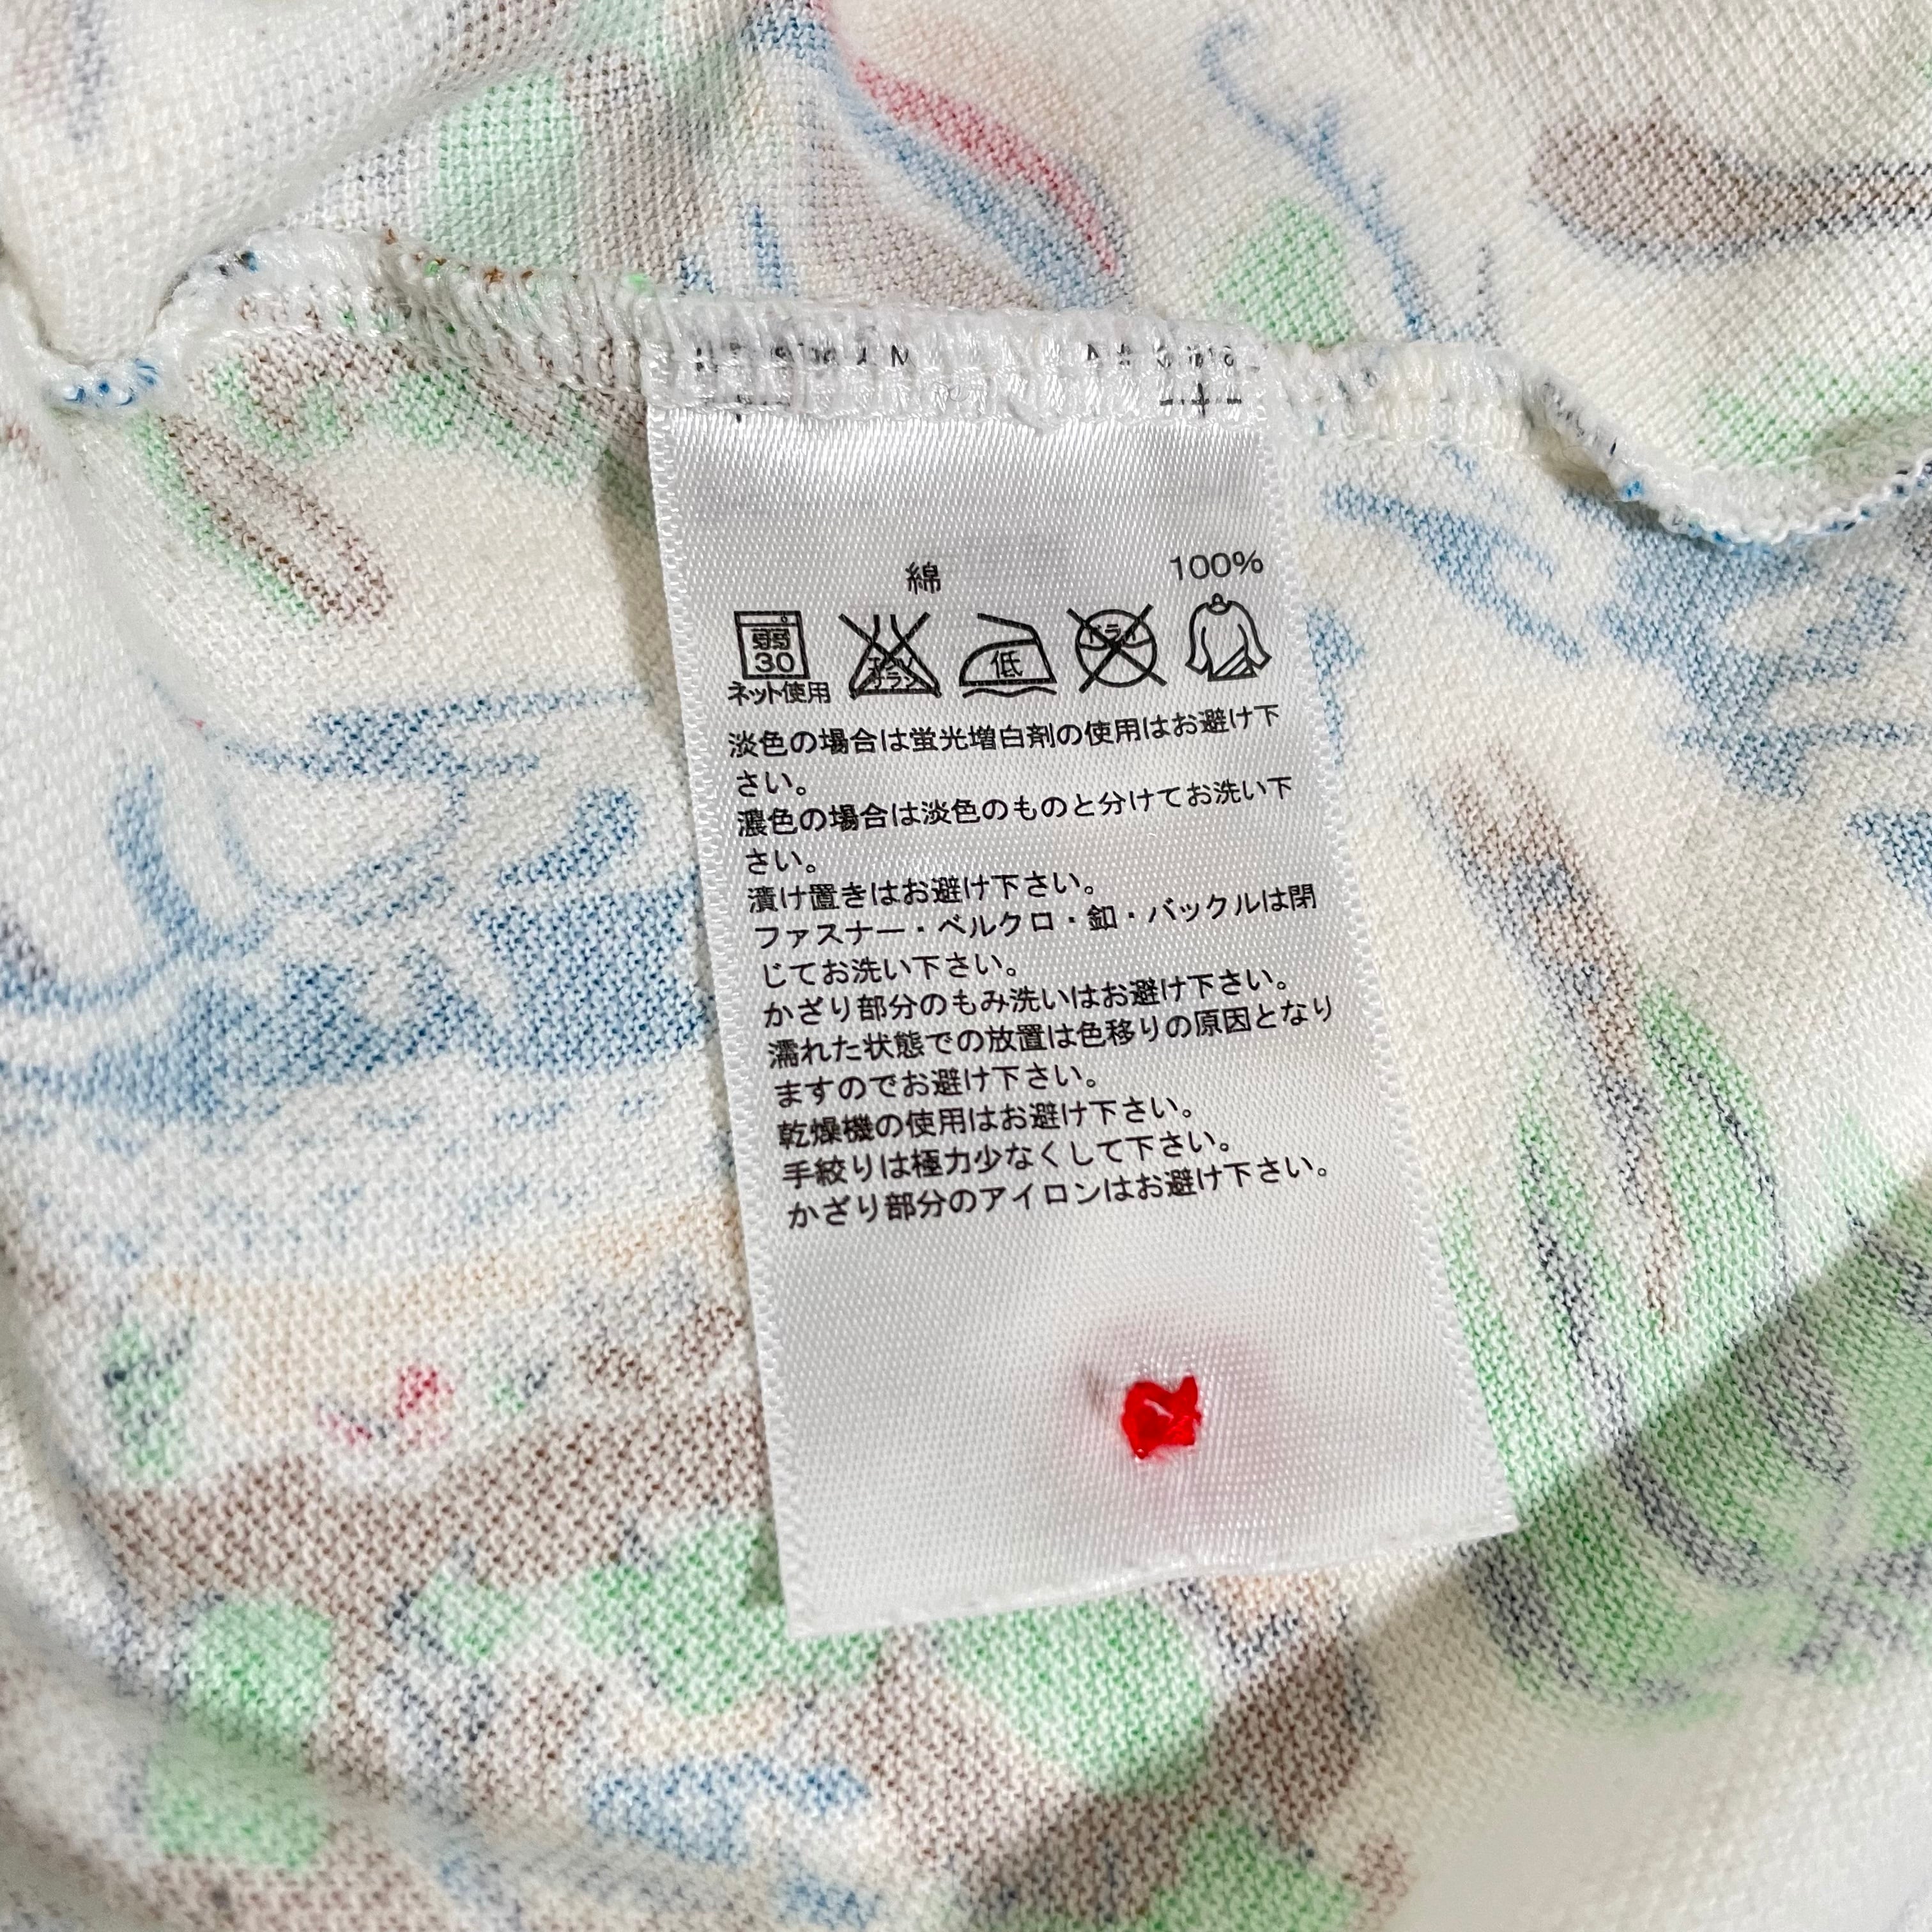 綿 100%
弱 30 エンソサラシ 低 ドライ
ネット使用
淡色の場合は蛍光増白剤の使用はお避け下
さい。
濃色の場合は淡色のものと分けてお洗い下
さい。
漬け置きはお避け下さい。
ファスナー・ベルクロ・釦・バックルは閉
じてお洗い下さい。
かざり部分のもみ洗いはお避け下さい。
濡れた状態での放置は色移りの原因となり
ますのでお避け下さい。
乾燥機の使用はお避け下さい。
手絞りは極力少なくして下さい。
かざり部分のアイロンはお避け下さい。